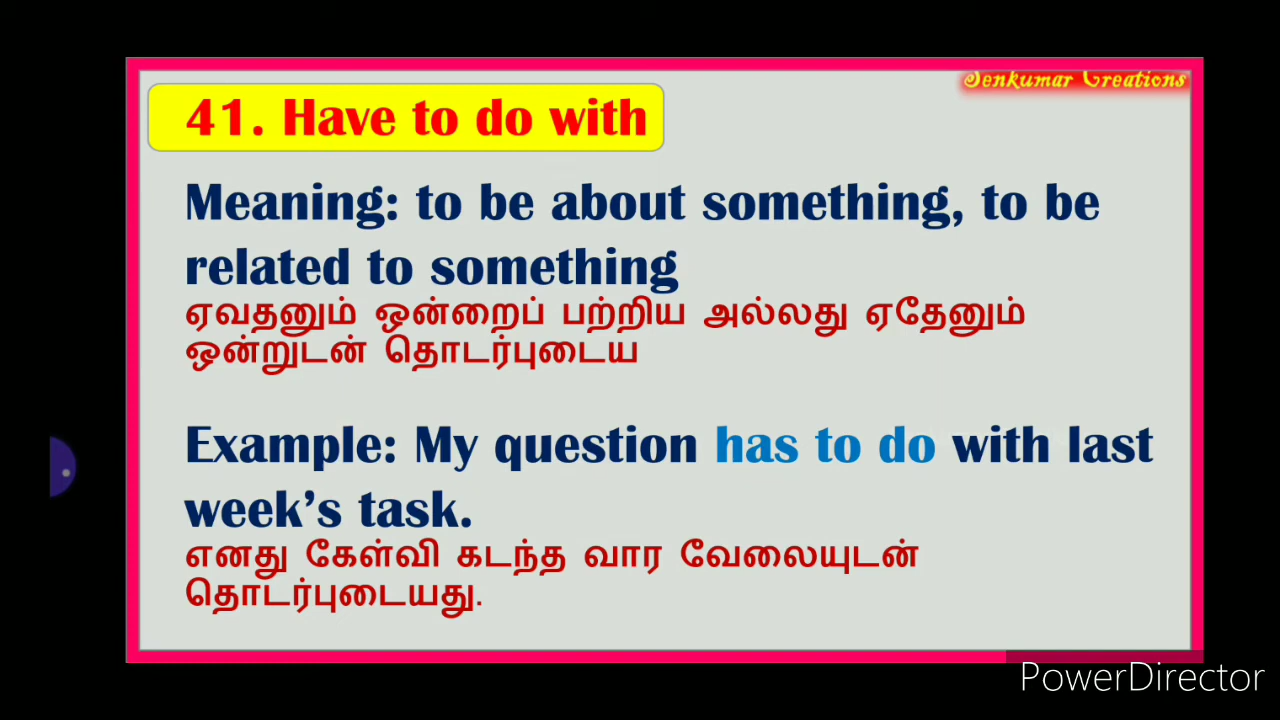 Senkumar Creations
41. Have to do with
Meaning: to be about something, to be
related to something
ஏவதனும் ஒன்றைப் பற்றிய அல்லது ஏதேனும்
ஒன்றுடன் தொடர்புடைய
Example: My question has to do with last
week’s task.
எனது கேள்வி கடந்த வார வேலையுடன்
தொடர்புடையது.
PowerDirector